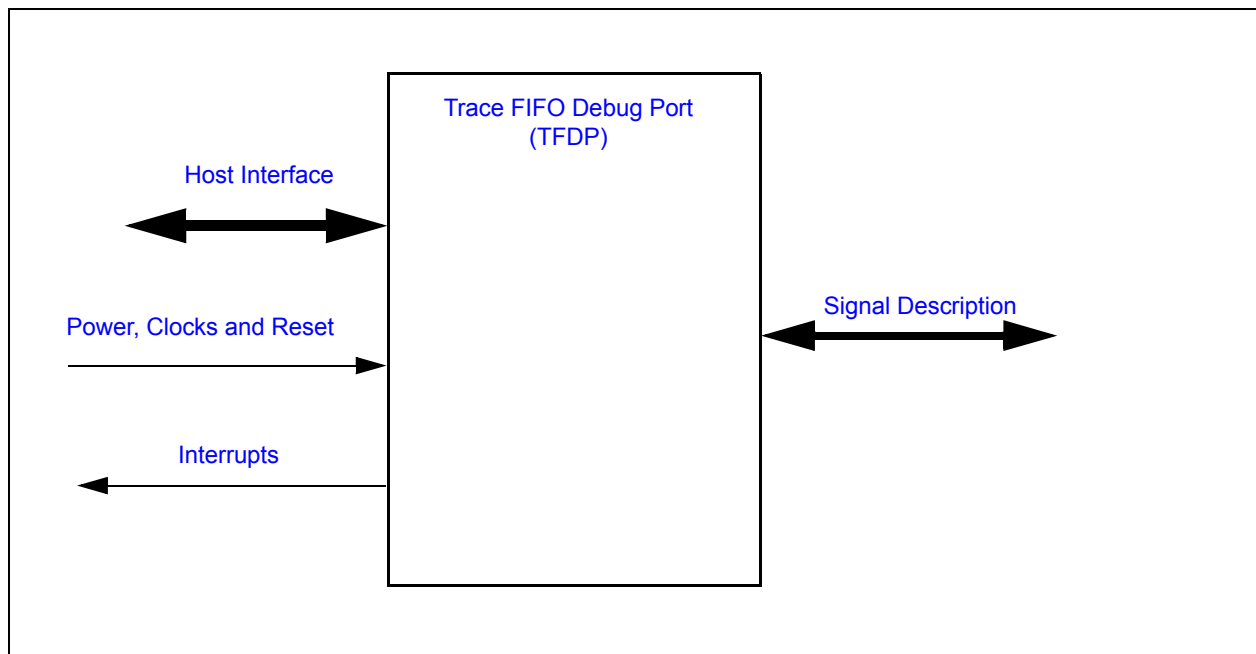 Trace FIFO Debug Port
(TFDP)
Host Interface
Signal Description
Power, Clocks and Reset
Interrupts